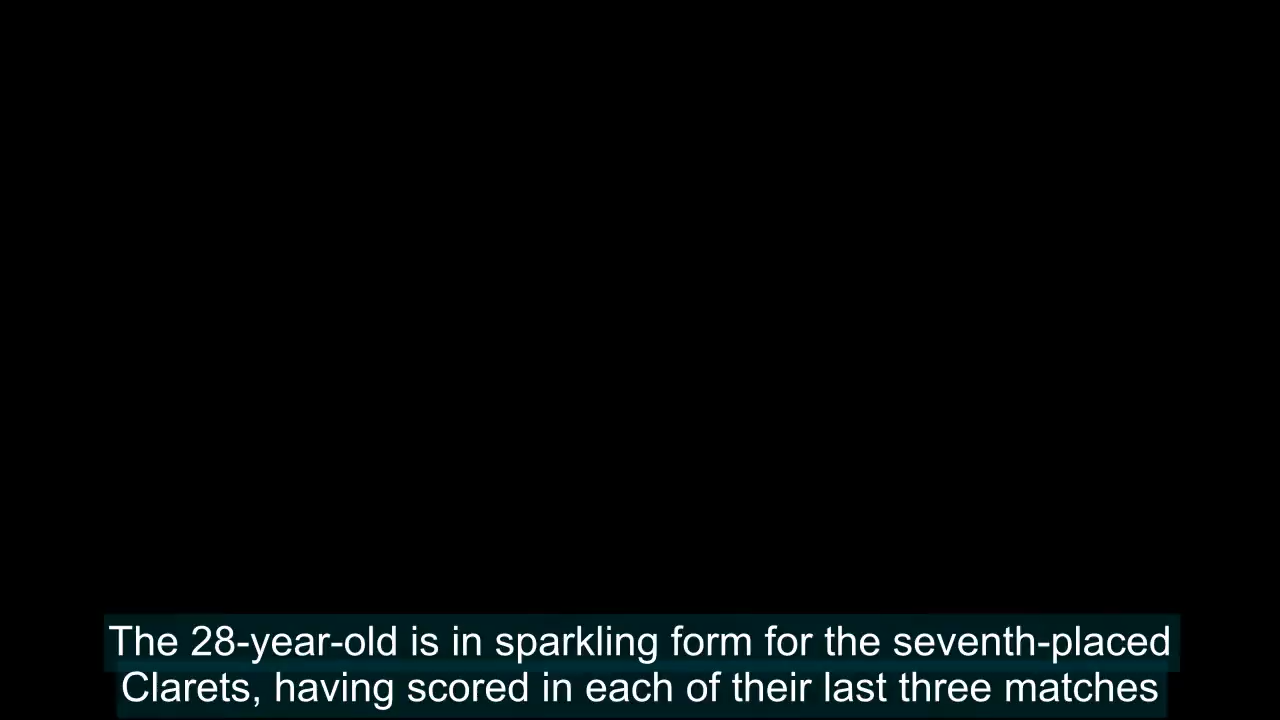 The 28-year-old is in sparkling form for the seventh-placed
Clarets, having scored in each of their last three matches